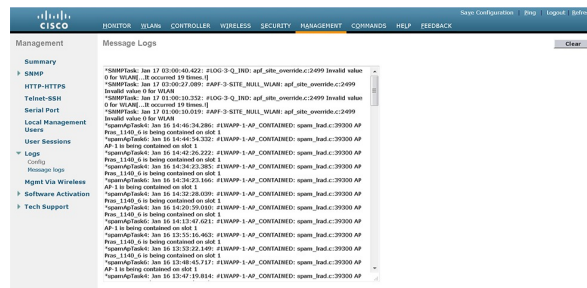 Save Configuration | Ping | Logout | Refre
CISCO
MONITOR WLANs CONTROLLER WIRELESS SECURITY MANAGEMENT COMMANDS HELP FEEDBACK
Management
Message Logs
Clear
Summary
SNMP
HTTP-HTTPS
Telnet-SSH
Serial Port
Local Management
Users
User Sessions
Logs
Config
Message logs
Mgmt Via Wireless
Software Activation
Tech Support
*SNMPTask: Jan 17 03:00:40.422: #LOG-3-Q_IND: apf_site_override.c:2499 Invalid value
0 for WLAN[...It occurred 19 times.!]
*SNMPTask: Jan 17 03:00:27.089: #APF-3-SITE_NULL_WLAN: apf_site_override.c:2499
Invalid value 0 for WLAN
*SNMPTask: Jan 17 01:00:10.352: #LOG-3-Q_IND: apf_site_override.c:2499 Invalid value
0 for WLAN[...It occurred 19 times.!]
*SNMPTask: Jan 17 01:00:10.019: #APF-3-SITE_NULL_WLAN: apf_site_override.c:2499
Invalid value 0 for WLAN
*spamApTask4: Jan 16 14:46:34.286: #LWAPP-1-AP_CONTAINED: spam_lrad.c:39300 AP
Pras_1140_6 is being contained on slot 1
*spamApTask6: Jan 16 14:44:54.332: #LWAPP-1-AP_CONTAINED: spam_lrad.c:39300 AP
AP-1 is being contained on slot 1
*spamApTask4: Jan 16 14:42:26.222: #LWAPP-1-AP_CONTAINED: spam_lrad.c:39300 AP
Pras_1140_6 is being contained on slot 1
*spamApTask4: Jan 16 14:34:23.385: #LWAPP-1-AP_CONTAINED: spam_lrad.c:39300 AP
Pras_1140_6 is being contained on slot 1
*spamApTask6: Jan 16 14:34:23.166: #LWAPP-1-AP_CONTAINED: spam_lrad.c:39300 AP
AP-1 is being contained on slot 1
*spamApTask4: Jan 16 14:32:28.039: #LWAPP-1-AP_CONTAINED: spam_lrad.c:39300 AP
Pras_1140_6 is being contained on slot 1
*spamApTask4: Jan 16 14:20:59.010: #LWAPP-1-AP_CONTAINED: spam_lrad.c:39300 AP
Pras_1140_6 is being contained on slot 1
*spamApTask6: Jan 16 14:13:47.621: #LWAPP-1-AP_CONTAINED: spam_lrad.c:39300 AP
AP-1 is being contained on slot 1
*spamApTask4: Jan 16 13:55:16.463: #LWAPP-1-AP_CONTAINED: spam_lrad.c:39300 AP
Pras_1140_6 is being contained on slot 1
*spamApTask4: Jan 16 13:53:22.149: #LWAPP-1-AP_CONTAINED: spam_lrad.c:39300 AP
Pras_1140_6 is being contained on slot 1
*spamApTask6: Jan 16 13:48:45.717: #LWAPP-1-AP_CONTAINED: spam_lrad.c:39300 AP
AP-1 is being contained on slot 1
*spamApTask4: Jan 16 13:47:19.814: #LWAPP-1-AP_CONTAINED: spam_lrad.c:39300 AP